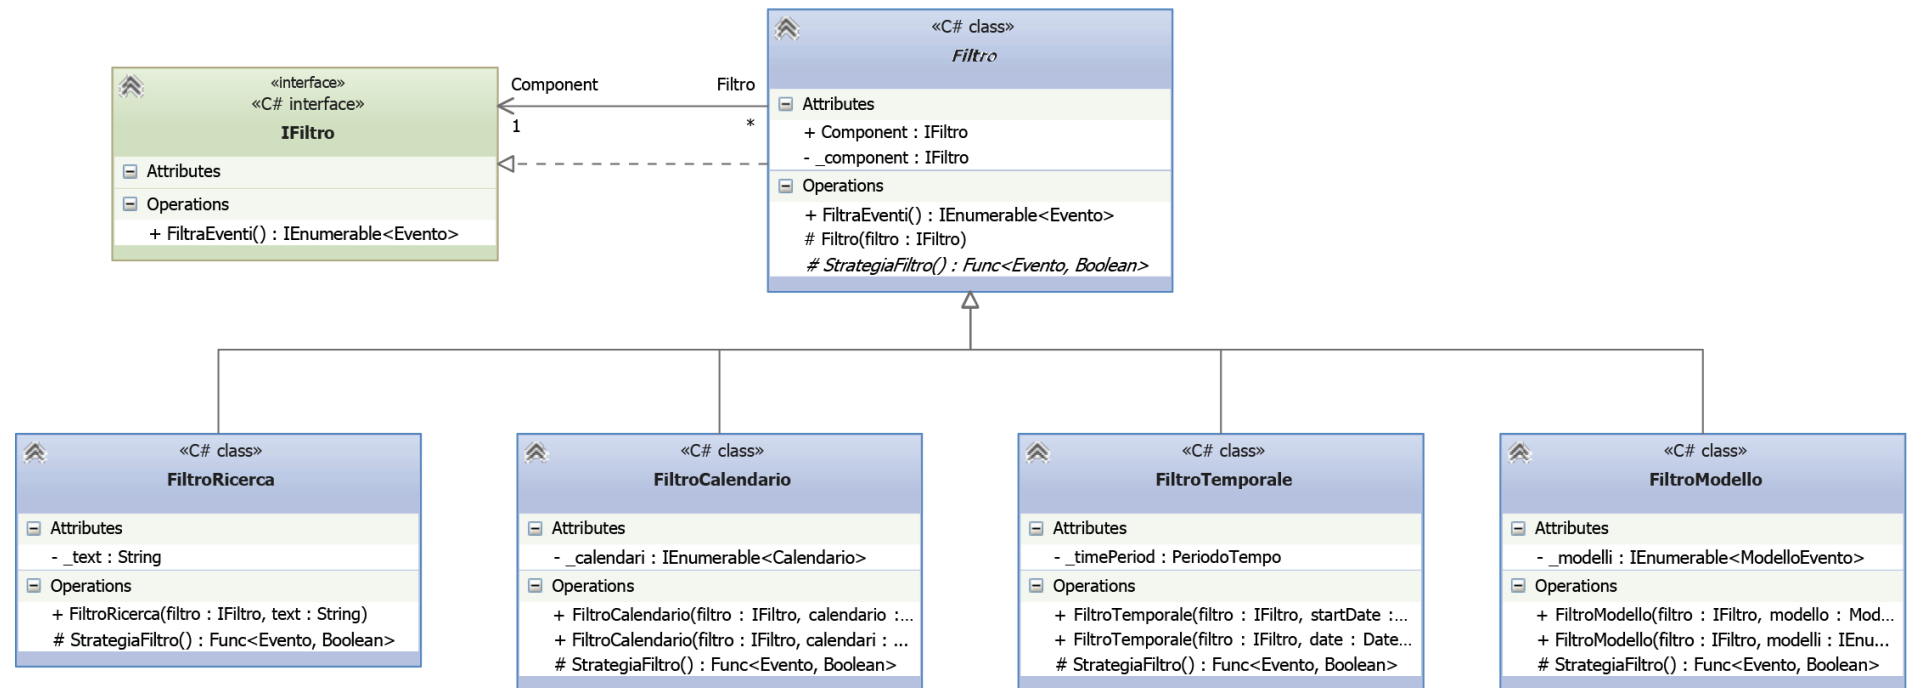 «C# class»
Filtro
Attributes
+ Component : IFiltro
- _component : IFiltro
Operations
+ FiltraEventi() : IEnumerable<Evento>
# Filtro(filtro : IFiltro)
# StrategiaFiltro() : Func<Evento, Boolean>
«interface»
«C# interface»
IFiltro
Attributes
Operations
+ FiltraEventi() : IEnumerable<Evento>
Component
Filtro
1
*
«C# class»
FiltroRicerca
Attributes
- _text : String
Operations
+ FiltroRicerca(filtro : IFiltro, text : String)
# StrategiaFiltro() : Func<Evento, Boolean>
«C# class»
FiltroCalendario
Attributes
- _calendari : IEnumerable<Calendario>
Operations
+ FiltroCalendario(filtro : IFiltro, calendario :...
+ FiltroCalendario(filtro : IFiltro, calendari : ...
# StrategiaFiltro() : Func<Evento, Boolean>
«C# class»
FiltroTemporale
Attributes
- _timePeriod : PeriodoTempo
Operations
+ FiltroTemporale(filtro : IFiltro, startDate :...
+ FiltroTemporale(filtro : IFiltro, date : Date...
# StrategiaFiltro() : Func<Evento, Boolean>
«C# class»
FiltroModello
Attributes
- _modelli : IEnumerable<ModelloEvento>
Operations
+ FiltroModello(filtro : IFiltro, modello : Mod...
+ FiltroModello(filtro : IFiltro, modelli : IEnu...
# StrategiaFiltro() : Func<Evento, Boolean>